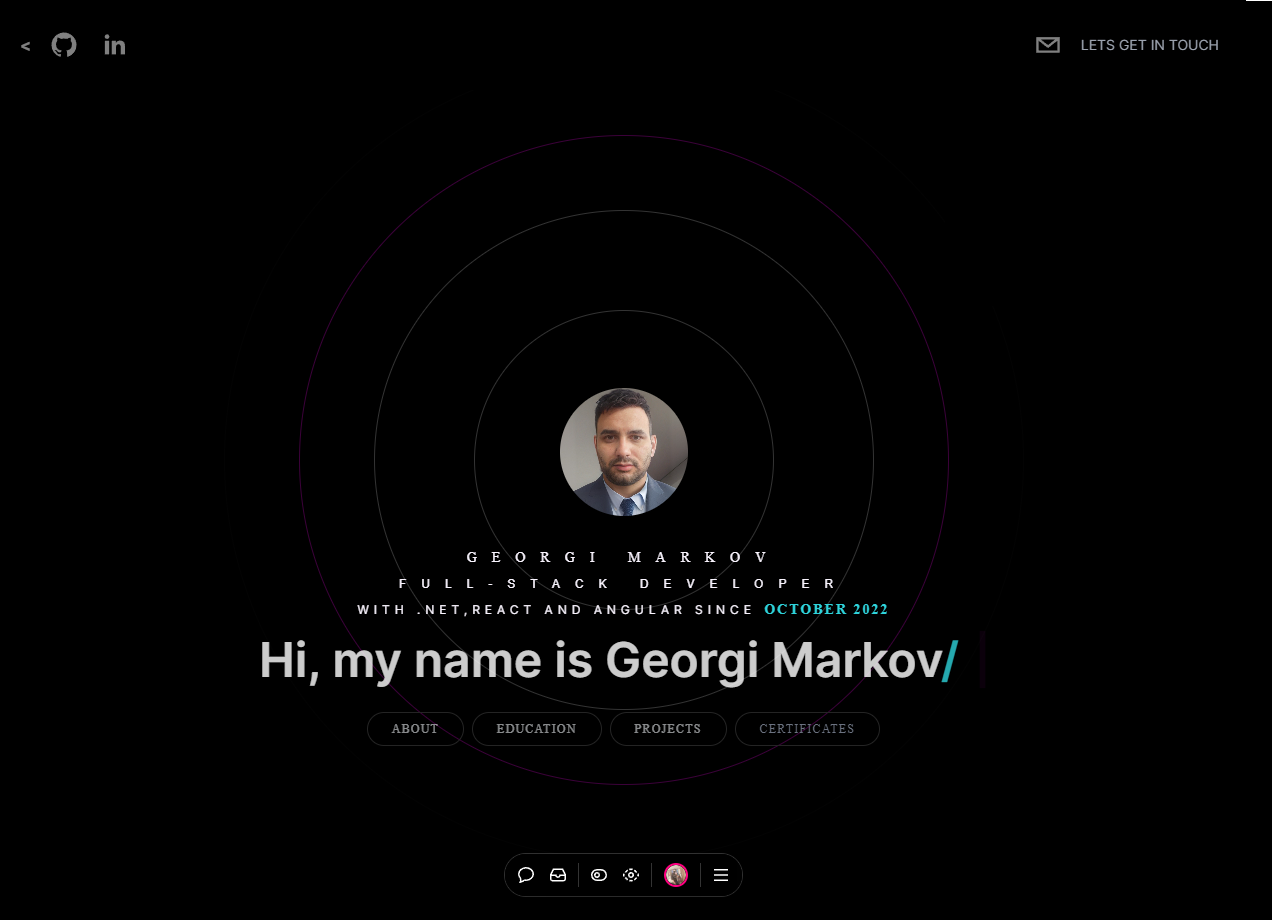 <
in
LETS GET IN TOUCH
GEORGI MARKOV
FULL-STACK DEVELOPER
WITH .NET,REACT AND ANGULAR SINCE OCTOBER 2022
Hi, my name is Georgi Markov/
ABOUT EDUCATION PROJECTS CERTIFICATES